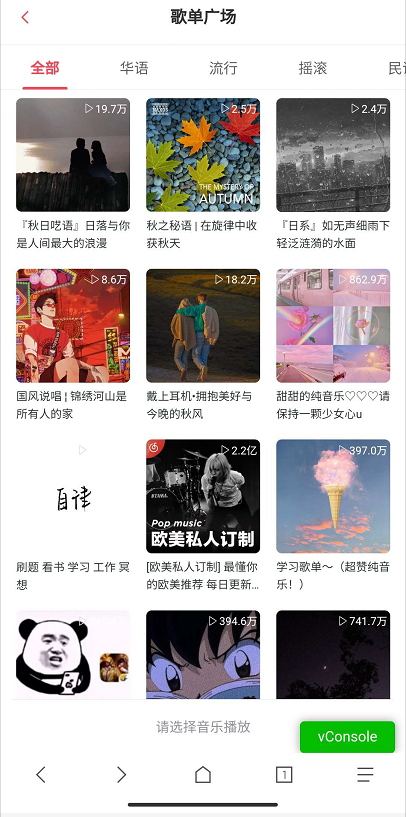 歌单广场
全部
华语
流行
摇滚
19.7万
2.5万
NAXOS
THE MYSTERY OF
AUTUMN
2.4万
『秋日呓语』日落与你
是人间最大的浪漫
秋之秘语 | 在旋律中收
获秋天
『日系』如无声细雨下
轻泛涟漪的水面
8.6万
18.2万
862.9万
国风说唱 | 锦绣河山是
所有人的家
戴上耳机•拥抱美好与
今晚的秋风
甜甜的纯音乐♡♡♡请
保持一颗少女心u
自律
2.2亿
TAMA
Pop music
欧美私人订制
397.0万
刷题 看书 学习 工作 冥
想
[欧美私人订制] 最懂你
的欧美推荐 每日更新...
学习歌单～（超赞纯音
乐！）
394.6万
741.7万
请选择音乐播放
vConsole
1